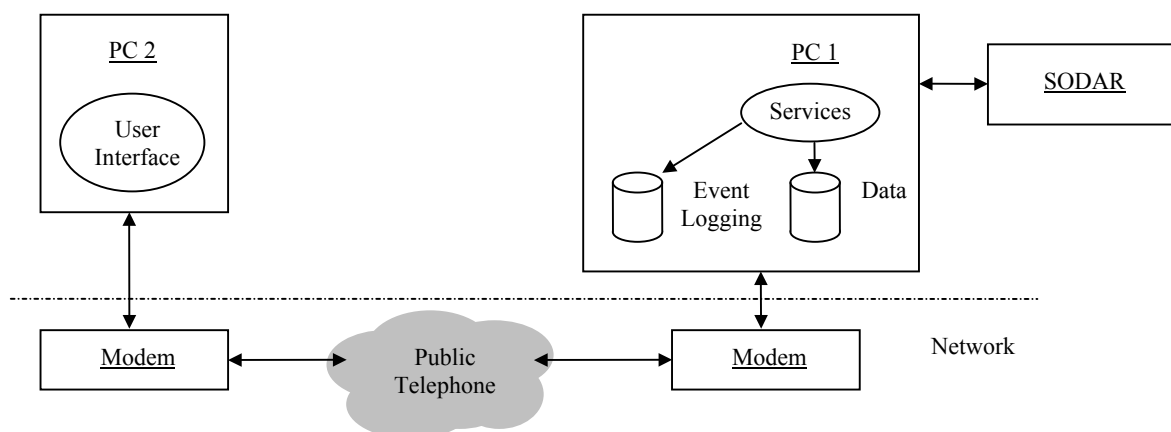 PC 2
User
Interface
PC 1
Services
Event
Logging
Data
SODAR
Modem
Public
Telephone
Modem
Network